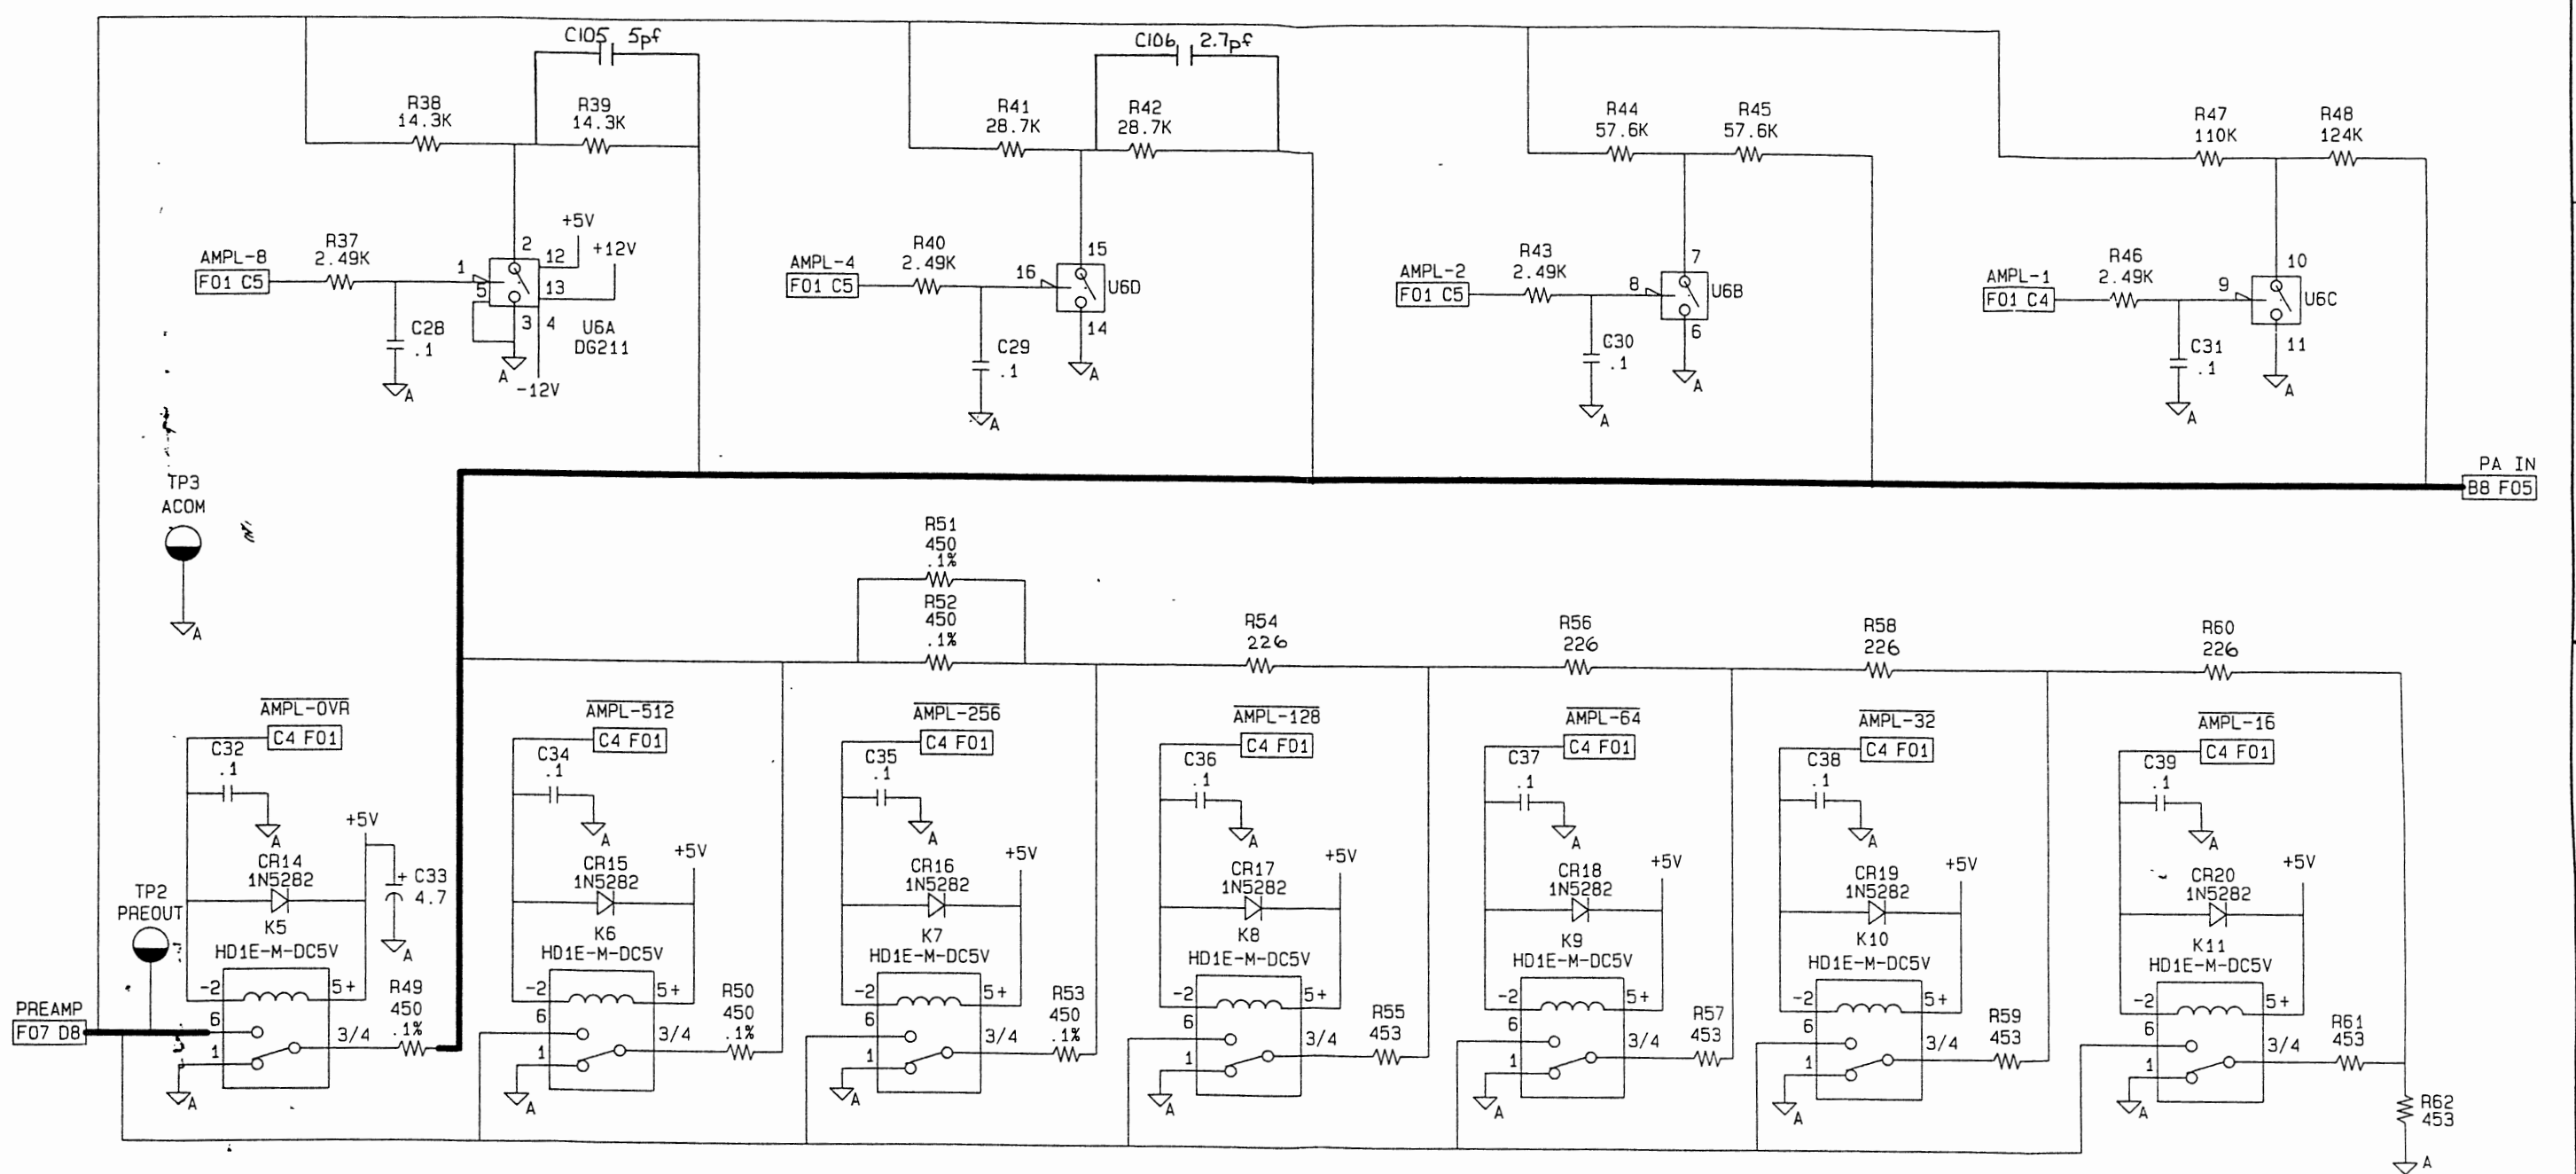 C105 5pf
R38
14.3K
R39
14.3K
AMPL-8
F01 C5
R37
2.49K
C28
.1
1
2
5
3
4
12
13
+5V
+12V
-12V
U6A
DG211
A
A
C106 2.7pf
R41
28.7K
R42
28.7K
AMPL-4
F01 C5
R40
2.49K
C29
.1
16
15
14
U6D
A
A
R44
57.6K
R45
57.6K
AMPL-2
F01 C5
R43
2.49K
C30
.1
8
7
6
U6B
A
A
R47
110K
R48
124K
AMPL-1
F01 C4
R46
2.49K
C31
.1
9
10
11
U6C
A
A
PA IN
B8 F05
TP3
ACOM
A
R51
450
.1%
R52
450
.1%
R54
226
R56
226
R58
226
R60
226
AMPL-OVR
C4 F01
C32
.1
A
+5V
C33
+
4.7
A
CR14
1N5282
K5
HD1E-M-DC5V
-2
5+
6
1
3/4
R49
450
.1%
A
TP2
PREOUT
PREAMP
F07 D8
AMPL-512
C4 F01
C34
.1
A
+5V
CR15
1N5282
K6
HD1E-M-DC5V
-2
5+
6
1
3/4
R50
450
.1%
A
AMPL-256
C4 F01
C35
.1
A
+5V
CR16
1N5282
K7
HD1E-M-DC5V
-2
5+
6
1
3/4
R53
450
.1%
A
AMPL-128
C4 F01
C36
.1
A
+5V
CR17
1N5282
K8
HD1E-M-DC5V
-2
5+
6
1
3/4
R55
453
A
AMPL-64
C4 F01
C37
.1
A
+5V
CR18
1N5282
K9
HD1E-M-DC5V
-2
5+
6
1
3/4
R57
453
A
AMPL-32
C4 F01
C38
.1
A
+5V
CR19
1N5282
K10
HD1E-M-DC5V
-2
5+
6
1
3/4
R59
453
A
AMPL-16
C4 F01
C39
.1
A
+5V
CR20
1N5282
K11
HD1E-M-DC5V
-2
5+
6
1
3/4
R61
453
A
R62
453
A